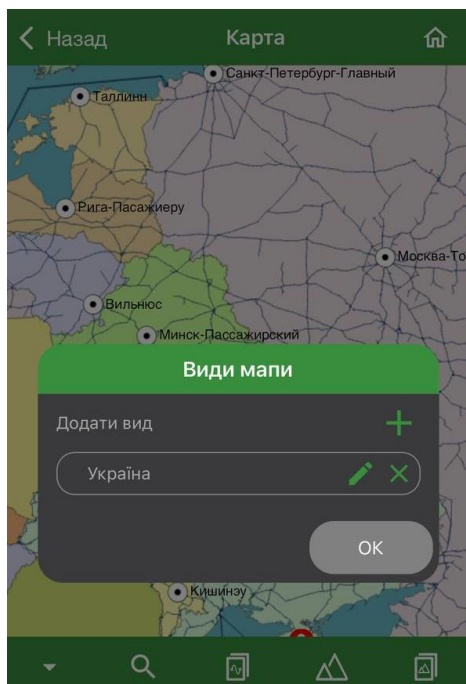 Назад
Карта
Санкт-Петербург-Главный
Таллинн
Рига-Пасажиеру
Москва-То
Вильнюс
Минск-Пассажирский
Види мапи
Додати вид
Україна
ОК
Кишинэу